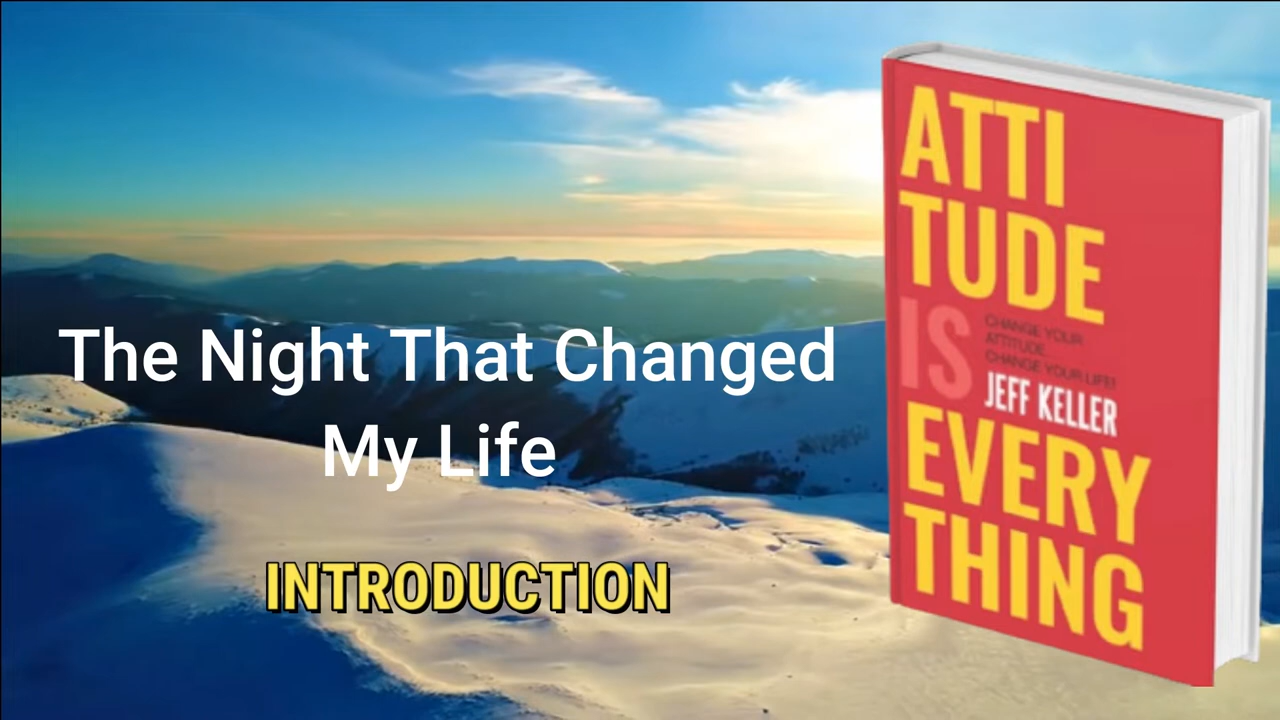 The Night That Changed
My Life
INTRODUCTION
ATTI
TUDE
IS
CHANGE YOUR
ATTITUDE...
CHANGE YOUR LIFE!
JEFF KELLER
EVERY
THING